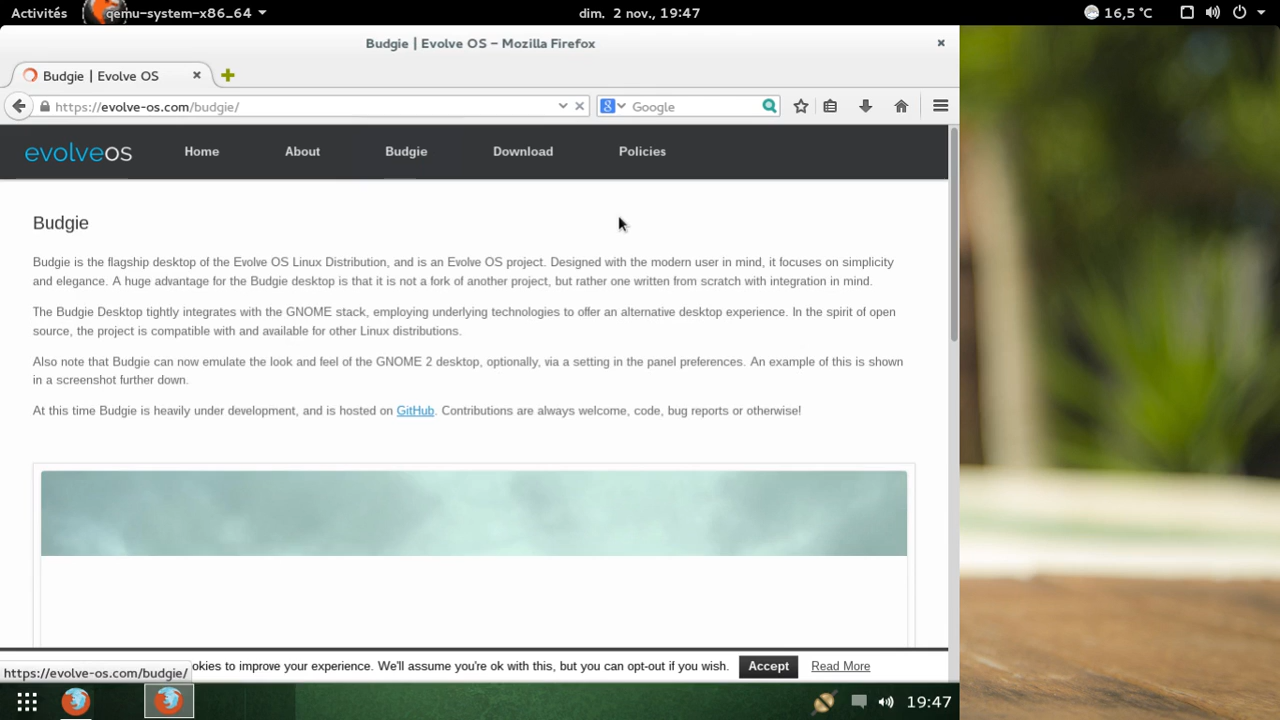 Activités qemu-system-x86_64 dim. 2 nov., 19:47 16,5 °C
Budgie | Evolve OS – Mozilla Firefox
Budgie | Evolve OS
https://evolve-os.com/budgie/ Google
evolveos Home About Budgie Download Policies
Budgie
Budgie is the flagship desktop of the Evolve OS Linux Distribution, and is an Evolve OS project. Designed with the modern user in mind, it focuses on simplicity
and elegance. A huge advantage for the Budgie desktop is that it is not a fork of another project, but rather one written from scratch with integration in mind.
The Budgie Desktop tightly integrates with the GNOME stack, employing underlying technologies to offer an alternative desktop experience. In the spirit of open
source, the project is compatible with and available for other Linux distributions.
Also note that Budgie can now emulate the look and feel of the GNOME 2 desktop, optionally, via a setting in the panel preferences. An example of this is shown
in a screenshot further down.
At this time Budgie is heavily under development, and is hosted on GitHub. Contributions are always welcome, code, bug reports or otherwise!
okies to improve your experience. We'll assume you're ok with this, but you can opt-out if you wish. Accept Read More
https://evolve-os.com/budgie/
19:47